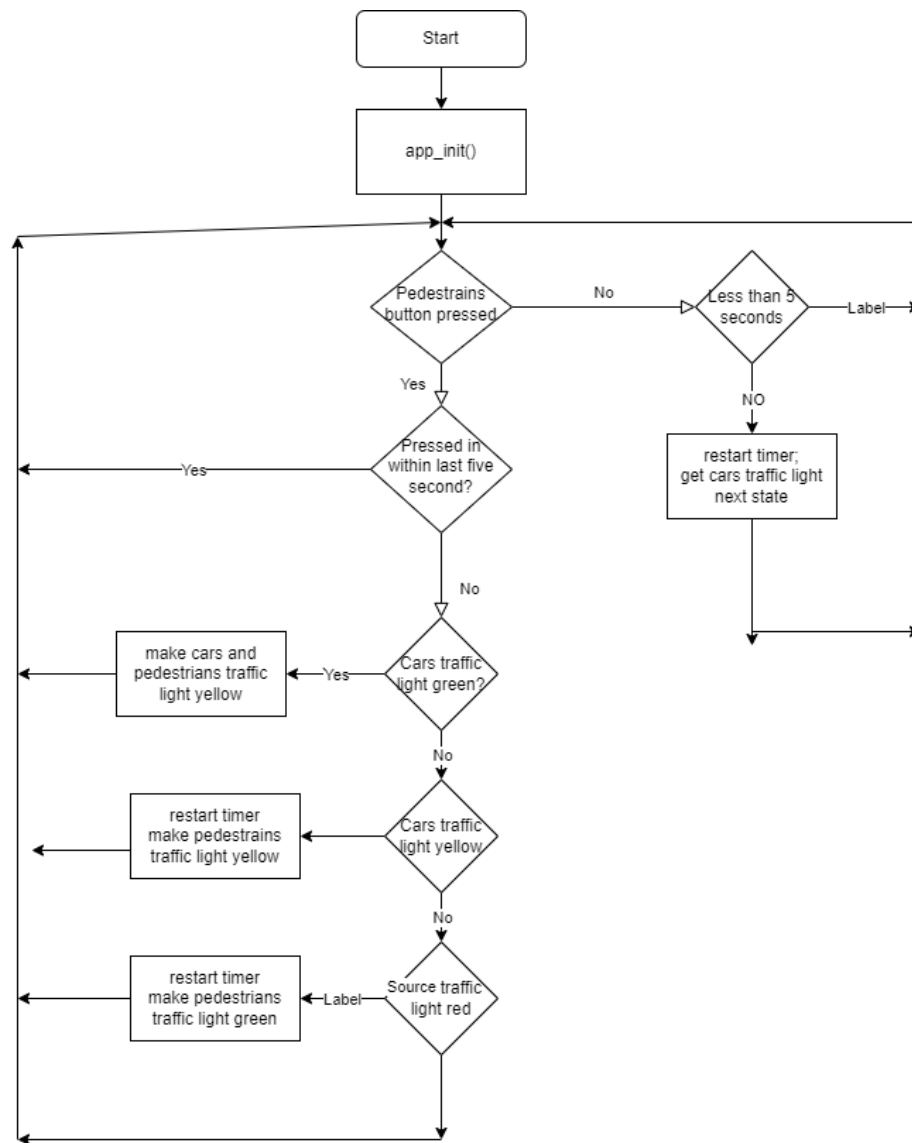 Start
app_init()
Pedestrains
button pressed
No
Less than 5
seconds
Label
Yes
NO
Pressed in
within last five
second?
Yes
restart timer;
get cars traffic light
next state
No
make cars and
pedestrians traffic
light yellow
Yes
Cars traffic
light green?
No
restart timer
make pedestrains
traffic light yellow
Cars traffic
light yellow
No
restart timer
make pedestrians
traffic light green
Label
Source traffic
light red